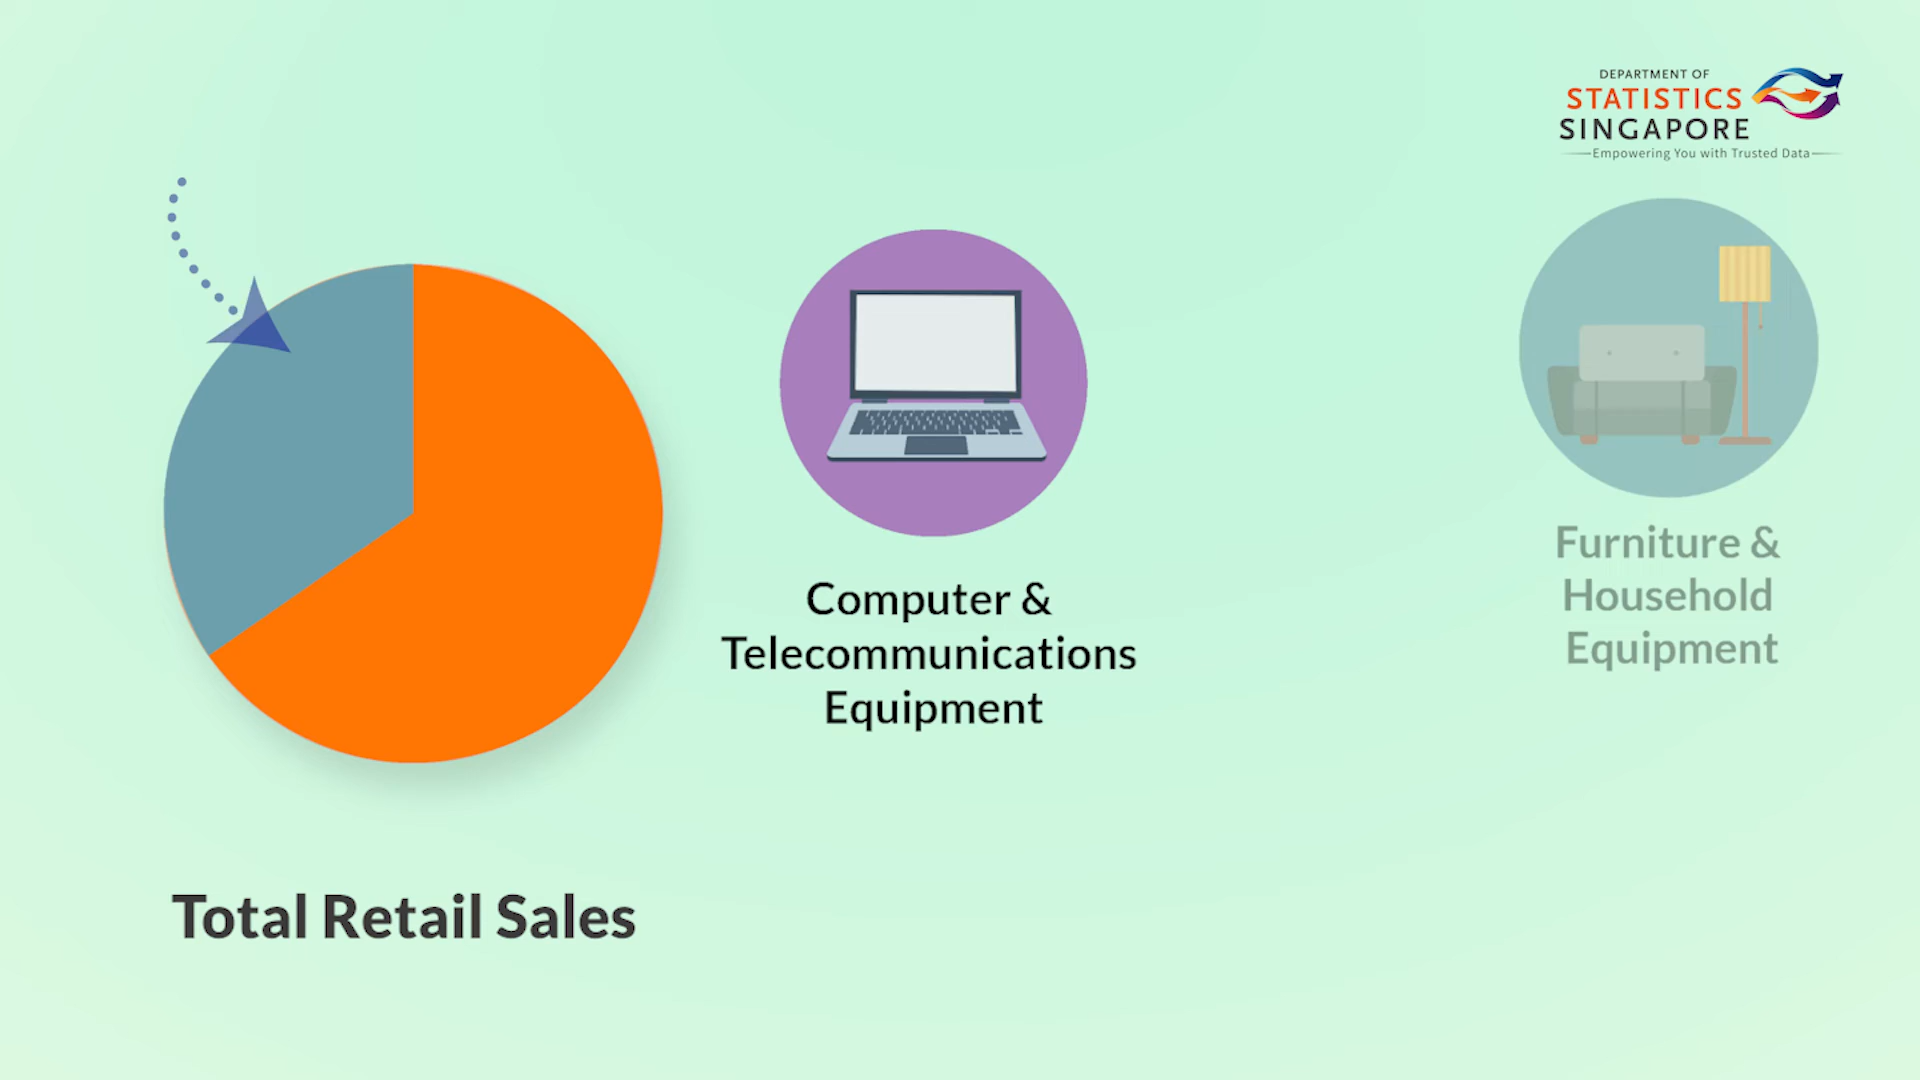 DEPARTMENT OF
STATISTICS
SINGAPORE
Empowering You with Trusted Data
Computer &
Telecommunications
Equipment
Furniture &
Household
Equipment
Total Retail Sales